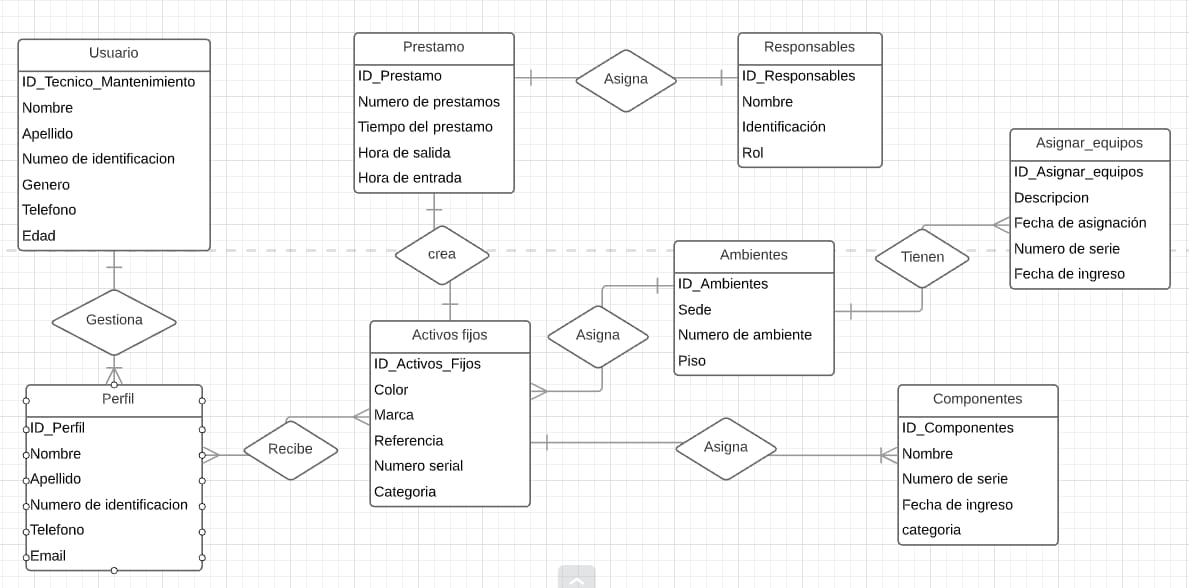 Usuario
ID_Tecnico_Mantenimiento
Nombre
Apellido
Numeo de identificacion
Genero
Telefono
Edad
Gestiona
Perfil
ID_Perfil
Nombre
Apellido
Numero de identificacion
Telefono
Email
Recibe
Prestamo
ID_Prestamo
Numero de prestamos
Tiempo del prestamo
Hora de salida
Hora de entrada
crea
Activos fijos
ID_Activos_Fijos
Color
Marca
Referencia
Numero serial
Categoria
Asigna
Responsables
ID_Responsables
Nombre
Identificación
Rol
Asigna
Ambientes
ID_Ambientes
Sede
Numero de ambiente
Piso
Tienen
Asignar_equipos
ID_Asignar_equipos
Descripcion
Fecha de asignación
Numero de serie
Fecha de ingreso
Asigna
Componentes
ID_Componentes
Nombre
Numero de serie
Fecha de ingreso
categoria